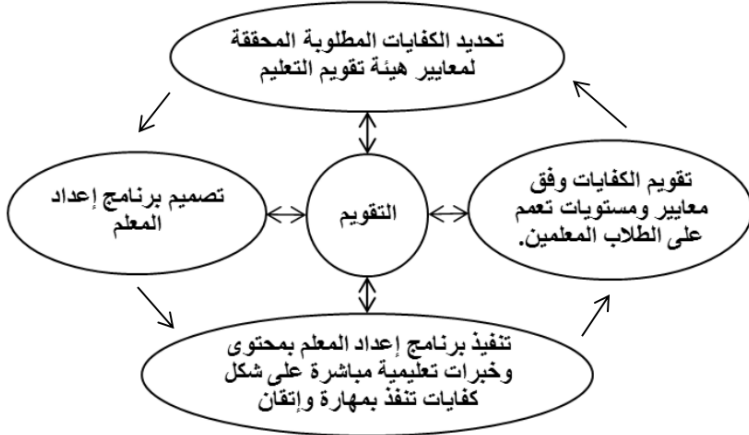 تحديد الكفايات المطلوبة المحققة
لمعايير هيئة تقويم التعليم
تقويم الكفايات وفق
معايير ومستويات تعمم
على الطلاب المعلمين.
التقويم
تصميم برنامج إعداد
المعلم
تنفيذ برنامج إعداد المعلم بمحتوى
وخبرات تعليمية مباشرة على شكل
كفايات تنفذ بمهارة وإتقان